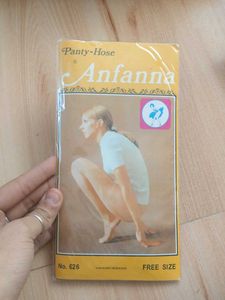 Panty-Hose
Anfanna
No. 626
FREE SIZE